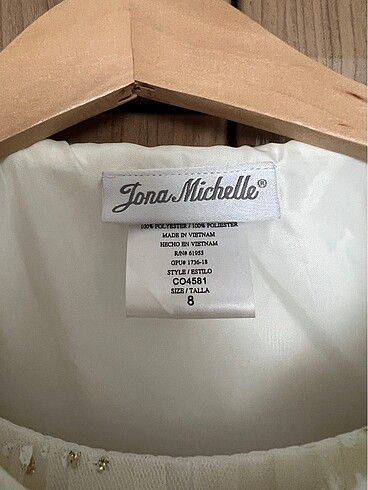 Jona Michelle®
100% POLYESTER / 100% POLIESTER
MADE IN VIETNAM
HECHO EN VIETNAM
R/N# 61953
GPU# 1736-18
STYLE / ESTILO
CO4581
SIZE / TALLA
8